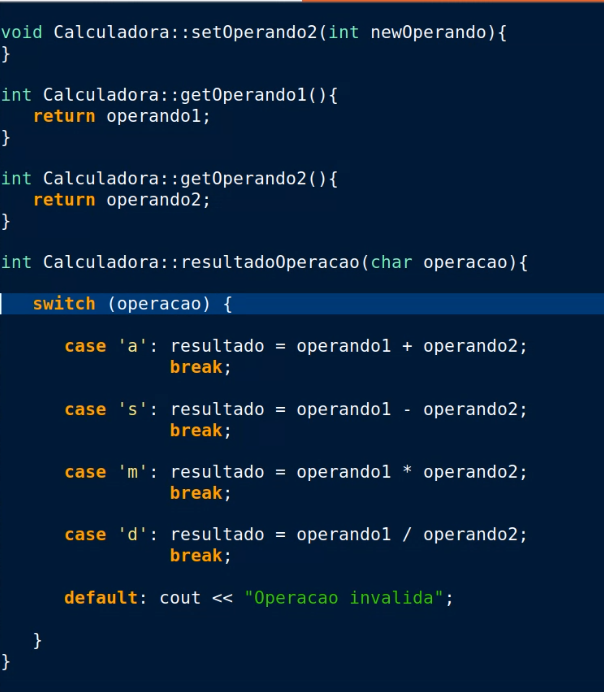 void Calculadora::setOperando2(int newOperando){
}
int Calculadora::getOperando1(){
return operando1;
}
int Calculadora::getOperando2(){
return operando2;
}
int Calculadora::resultadoOperacao(char operacao){
switch (operacao) {
case 'a': resultado = operando1 + operando2;
break;
case 's': resultado = operando1 - operando2;
break;
case 'm': resultado = operando1 * operando2;
break;
case 'd': resultado = operando1 / operando2;
break;
default: cout << "Operacao invalida";
}
}